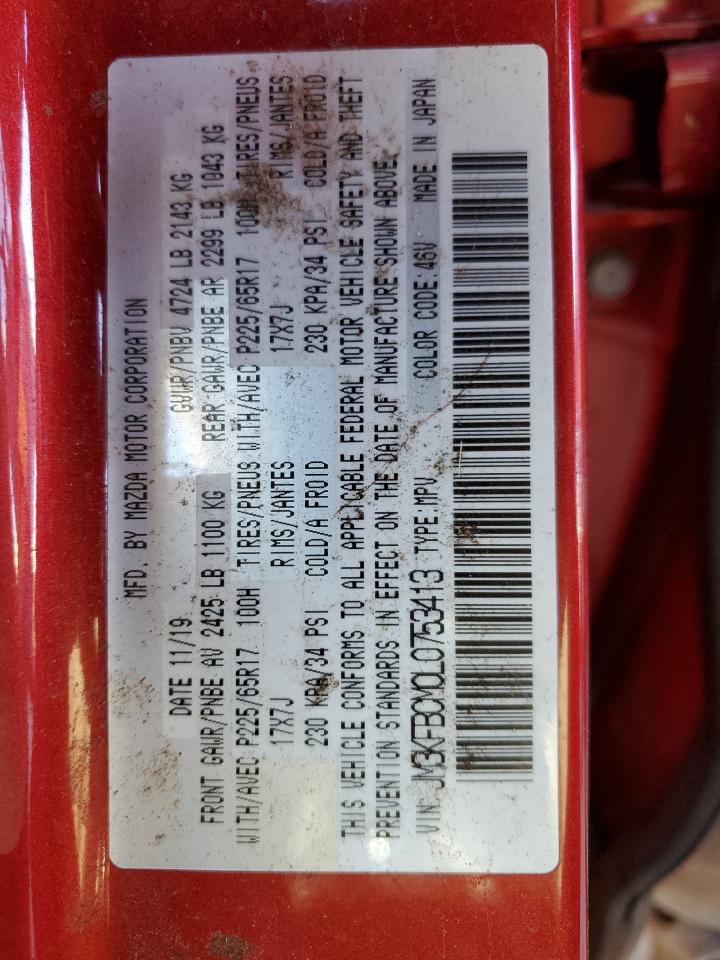 MFD. BY MAZDA MOTOR CORPORATION
DATE 11/19 GVWR/PNBV 4724 LB 2143 KG
FRONT GAWR/PNBE AV 2425 LB 1100 KG REAR GAWR/PNBE AR 2299 LB 1043 KG
WITH/AVEC P225/65R17 100H TIRES/PNEUS WITH/AVEC P225/65R17 100H TIRES/PNEUS
17X7J RIMS/JANTES 17X7J RIMS/JANTES
230 KPA/34 PSI COLD/A FROID 230 KPA/34 PSI COLD/A FROID
THIS VEHICLE CONFORMS TO ALL APPLICABLE FEDERAL MOTOR VEHICLE SAFETY AND THEFT
PREVENTION STANDARDS IN EFFECT ON THE DATE OF MANUFACTURE SHOWN ABOVE.
VIN: JM3KFBCM0L0753413 TYPE:MPV COLOR CODE:46V MADE IN JAPAN